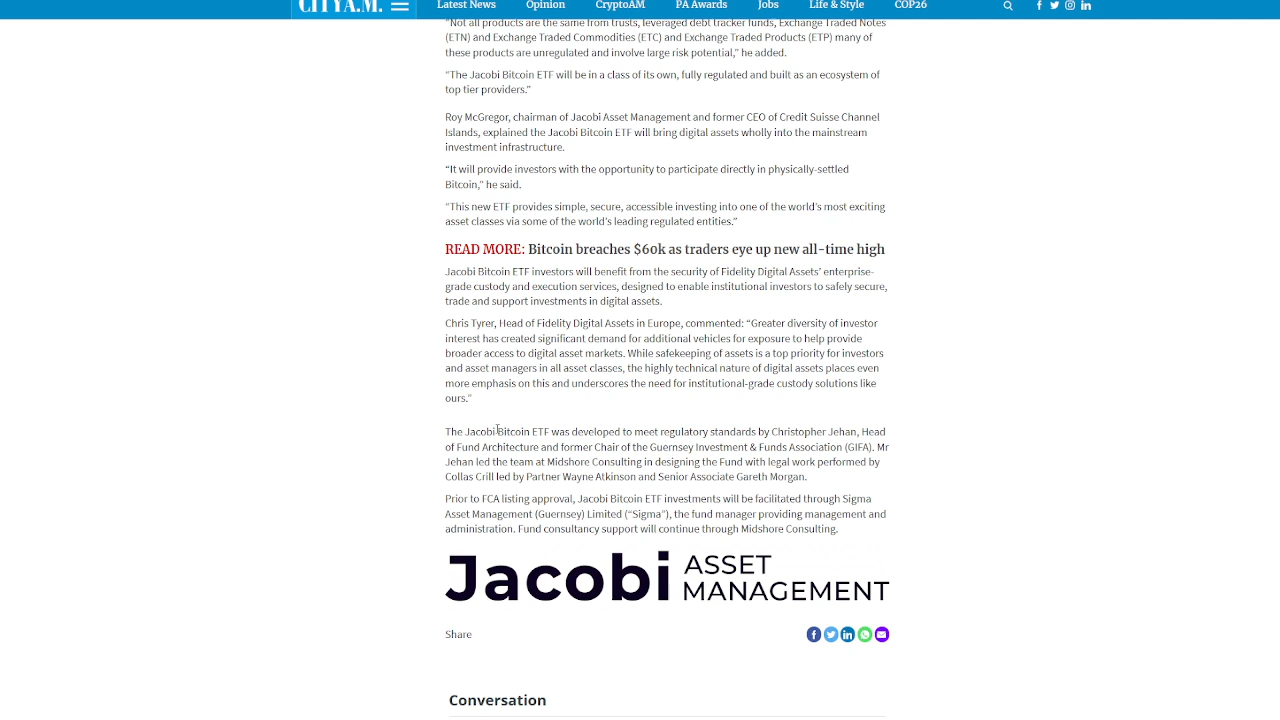 CITYA.M.
Latest News Opinion CryptoAM PA Awards Jobs Life & Style COP26
"Not all products are the same from trusts, leveraged debt tracker funds, Exchange Traded Notes
(ETN) and Exchange Traded Commodities (ETC) and Exchange Traded Products (ETP) many of
these products are unregulated and involve large risk potential," he added.
“The Jacobi Bitcoin ETF will be in a class of its own, fully regulated and built as an ecosystem of
top tier providers.”
Roy McGregor, chairman of Jacobi Asset Management and former CEO of Credit Suisse Channel
Islands, explained the Jacobi Bitcoin ETF will bring digital assets wholly into the mainstream
investment infrastructure.
“It will provide investors with the opportunity to participate directly in physically-settled
Bitcoin,” he said.
“This new ETF provides simple, secure, accessible investing into one of the world’s most exciting
asset classes via some of the world’s leading regulated entities.”
READ MORE: Bitcoin breaches $60k as traders eye up new all-time high
Jacobi Bitcoin ETF investors will benefit from the security of Fidelity Digital Assets’ enterprise-
grade custody and execution services, designed to enable institutional investors to safely secure,
trade and support investments in digital assets.
Chris Tyrer, Head of Fidelity Digital Assets in Europe, commented: “Greater diversity of investor
interest has created significant demand for additional vehicles for exposure to help provide
broader access to digital asset markets. While safekeeping of assets is a top priority for investors
and asset managers in all asset classes, the highly technical nature of digital assets places even
more emphasis on this and underscores the need for institutional-grade custody solutions like
ours.”
The Jacobi Bitcoin ETF was developed to meet regulatory standards by Christopher Jehan, Head
of Fund Architecture and former Chair of the Guernsey Investment & Funds Association (GIFA). Mr
Jehan led the team at Midshore Consulting in designing the Fund with legal work performed by
Collas Crill led by Partner Wayne Atkinson and Senior Associate Gareth Morgan.
Prior to FCA listing approval, Jacobi Bitcoin ETF investments will be facilitated through Sigma
Asset Management (Guernsey) Limited (“Sigma”), the fund manager providing management and
administration. Fund consultancy support will continue through Midshore Consulting.
Jacobi ASSET
MANAGEMENT
Share
Conversation